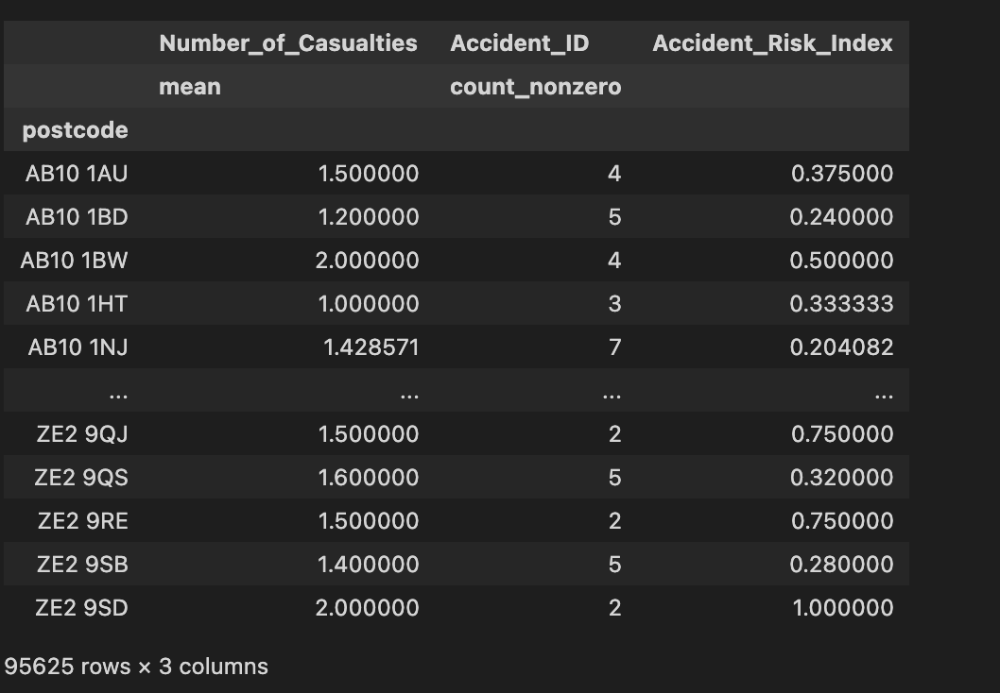 Number_of_Casualties Accident_ID Accident_Risk_Index
mean count_nonzero
postcode
AB10 1AU 1.500000 4 0.375000
AB10 1BD 1.200000 5 0.240000
AB10 1BW 2.000000 4 0.500000
AB10 1HT 1.000000 3 0.333333
AB10 1NJ 1.428571 7 0.204082
... ... ... ...
ZE2 9QJ 1.500000 2 0.750000
ZE2 9QS 1.600000 5 0.320000
ZE2 9RE 1.500000 2 0.750000
ZE2 9SB 1.400000 5 0.280000
ZE2 9SD 2.000000 2 1.000000
95625 rows × 3 columns